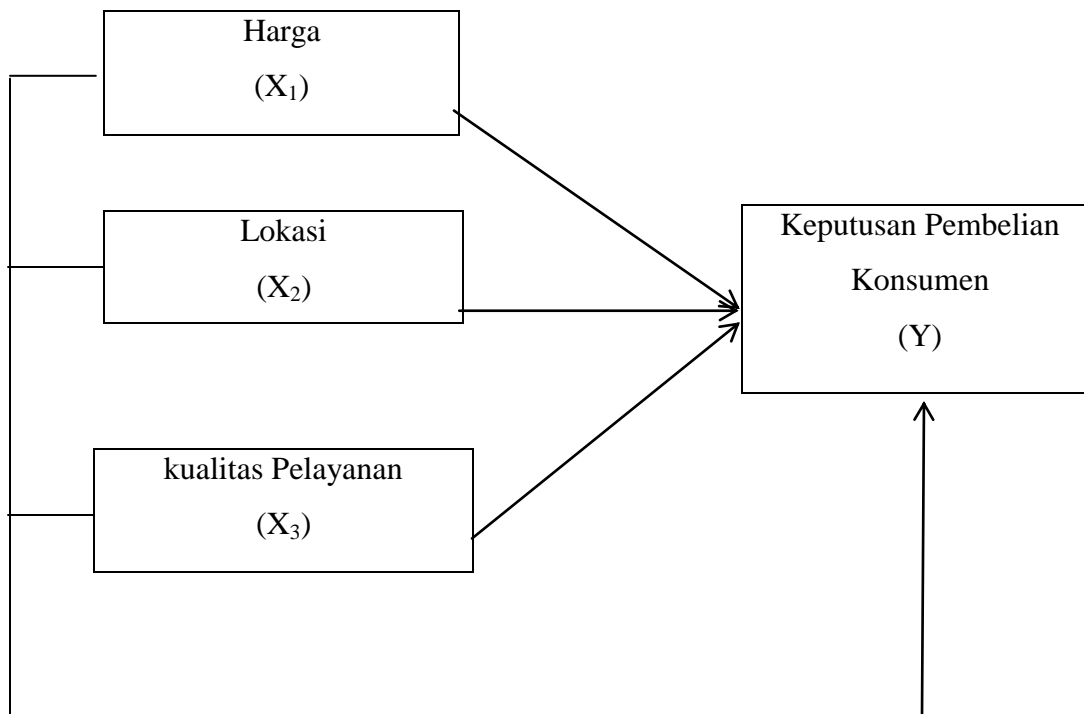 Harga
(X₁)
Lokasi
(X₂)
kualitas Pelayanan
(X₃)
Keputusan Pembelian
Konsumen
(Y)